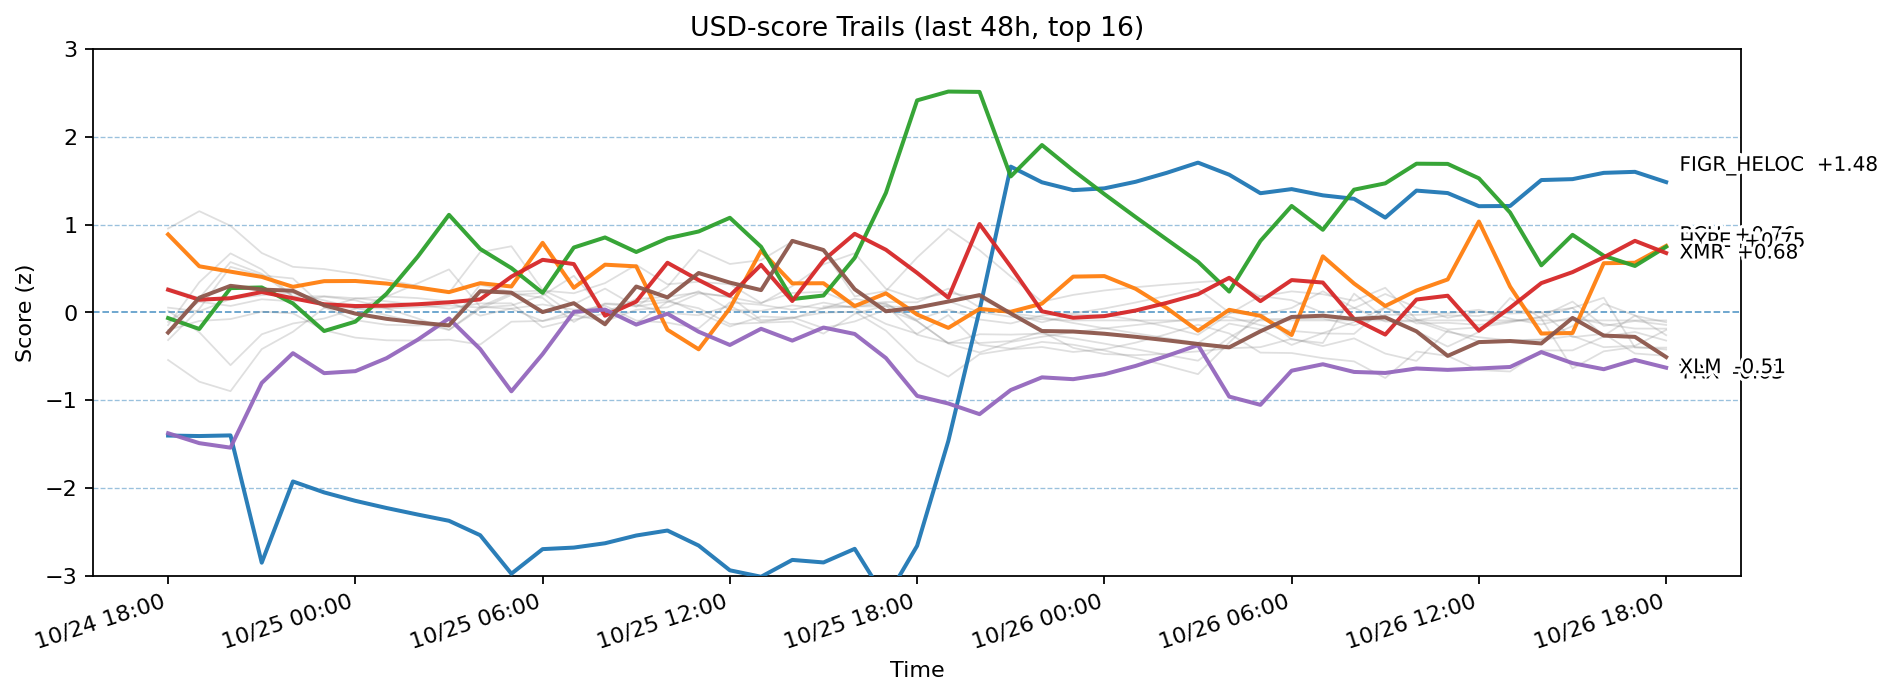 USD-score Trails (last 48h, top 16)
Score (z)
3
2
1
0
−1
−2
−3
FIGR_HELOC +1.48
XMR +0.68
XLM -0.51
10/24 18:00
10/25 00:00
10/25 06:00
10/25 12:00
10/25 18:00
10/26 00:00
10/26 06:00
10/26 12:00
10/26 18:00
Time